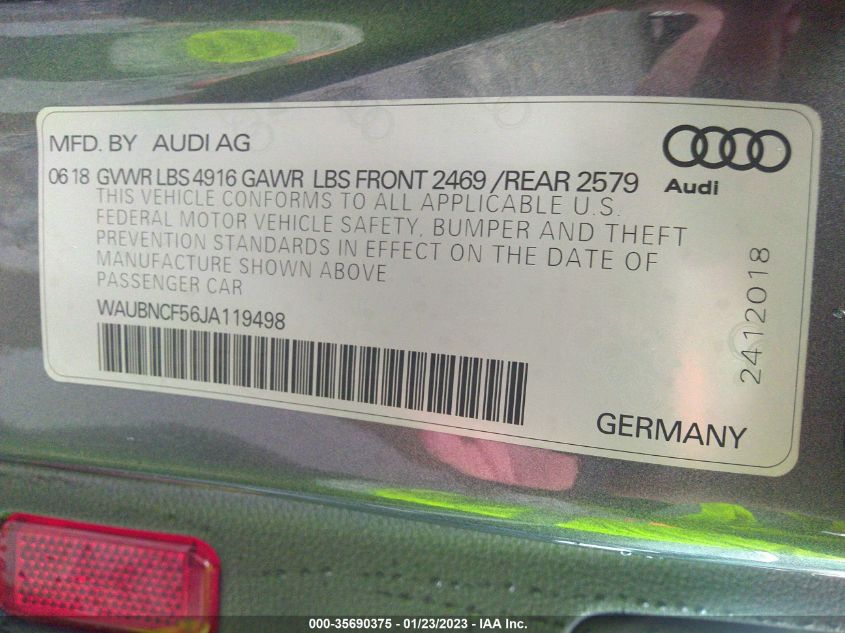 MFD. BY AUDI AG
Audi
06 18 GVWR LBS 4916 GAWR LBS FRONT 2469 /REAR 2579
THIS VEHICLE CONFORMS TO ALL APPLICABLE U.S.
FEDERAL MOTOR VEHICLE SAFETY, BUMPER AND THEFT
PREVENTION STANDARDS IN EFFECT ON THE DATE OF
MANUFACTURE SHOWN ABOVE
PASSENGER CAR
WAUBNCF56JA119498
2412018
GERMANY
000-35690375 - 01/23/2023 - IAA Inc.